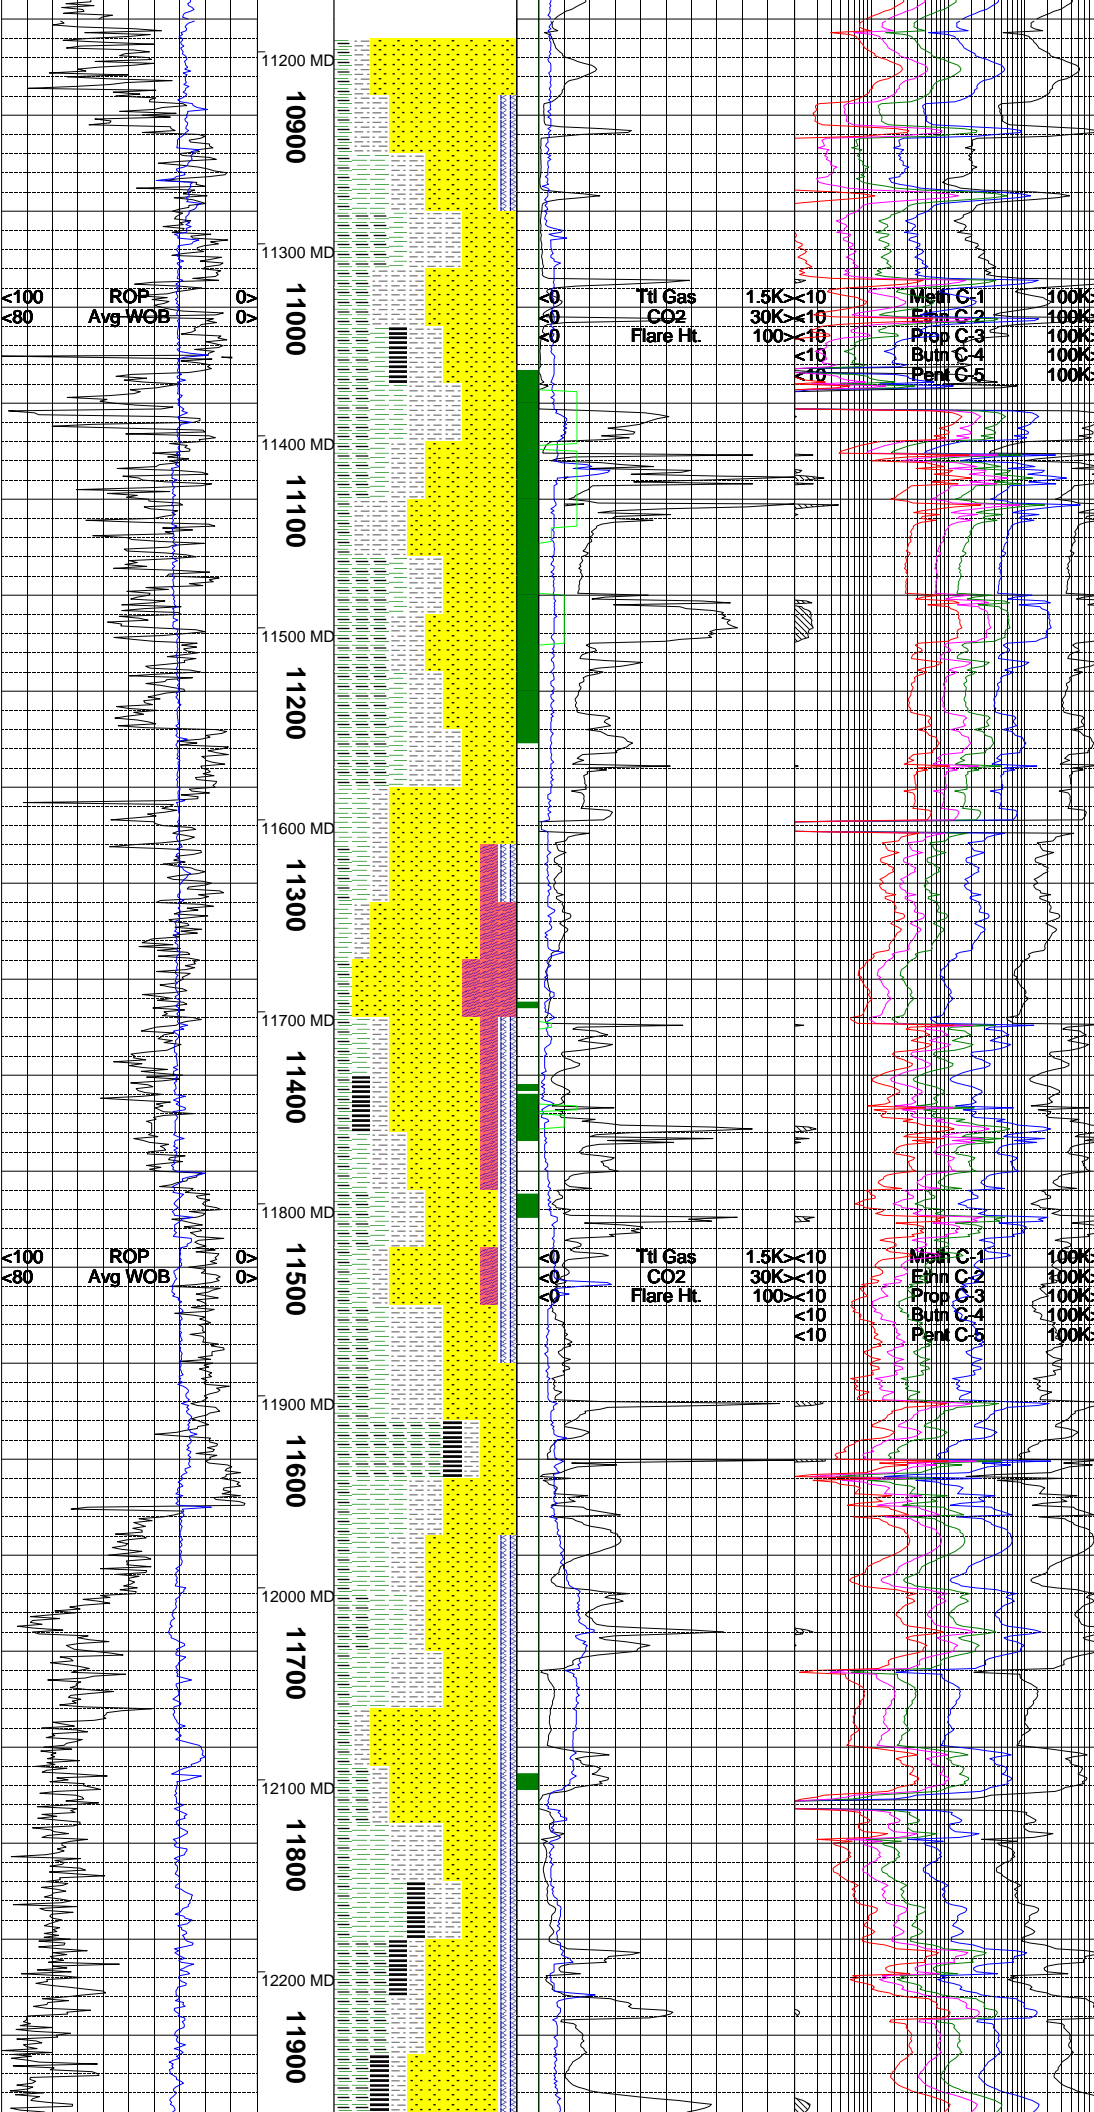 11200 MD
10900
11300 MD
11000
<100 ROP 0> <0 Ttl Gas 1.5K> <10 Meth C-1 100K>
<80 Avg WOB 0> <0 CO2 30K> <10 Ethn C-2 100K>
<0 Flare Ht. 100> <10 Prop C-3 100K>
<10 Butn C-4 100K>
<10 Pent C-5 100K>
11400 MD
11100
11500 MD
11200
11600 MD
11300
11700 MD
11400
11800 MD
<100 ROP 0> <0 Ttl Gas 1.5K> <10 Meth C-1 100K>
<80 Avg WOB 0> <0 CO2 30K> <10 Ethn C-2 100K>
11500
<0 Flare Ht. 100> <10 Prop C-3 100K>
<10 Butn C-4 100K>
<10 Pent C-5 100K>
11900 MD
11600
12000 MD
11700
12100 MD
11800
12200 MD
11900